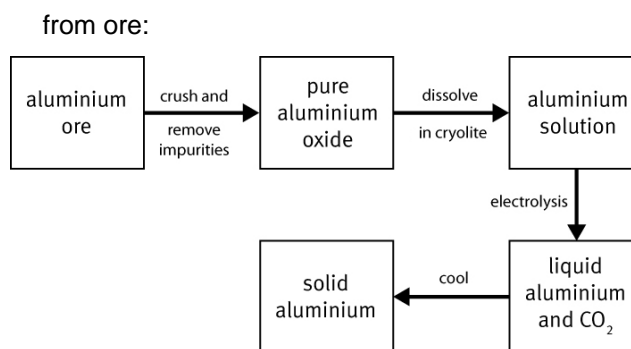 from ore:
aluminium
ore
crush and
remove
impurities
pure
aluminium
oxide
dissolve
in cryolite
aluminium
solution
electrolysis
liquid
aluminium
and CO₂
cool
solid
aluminium